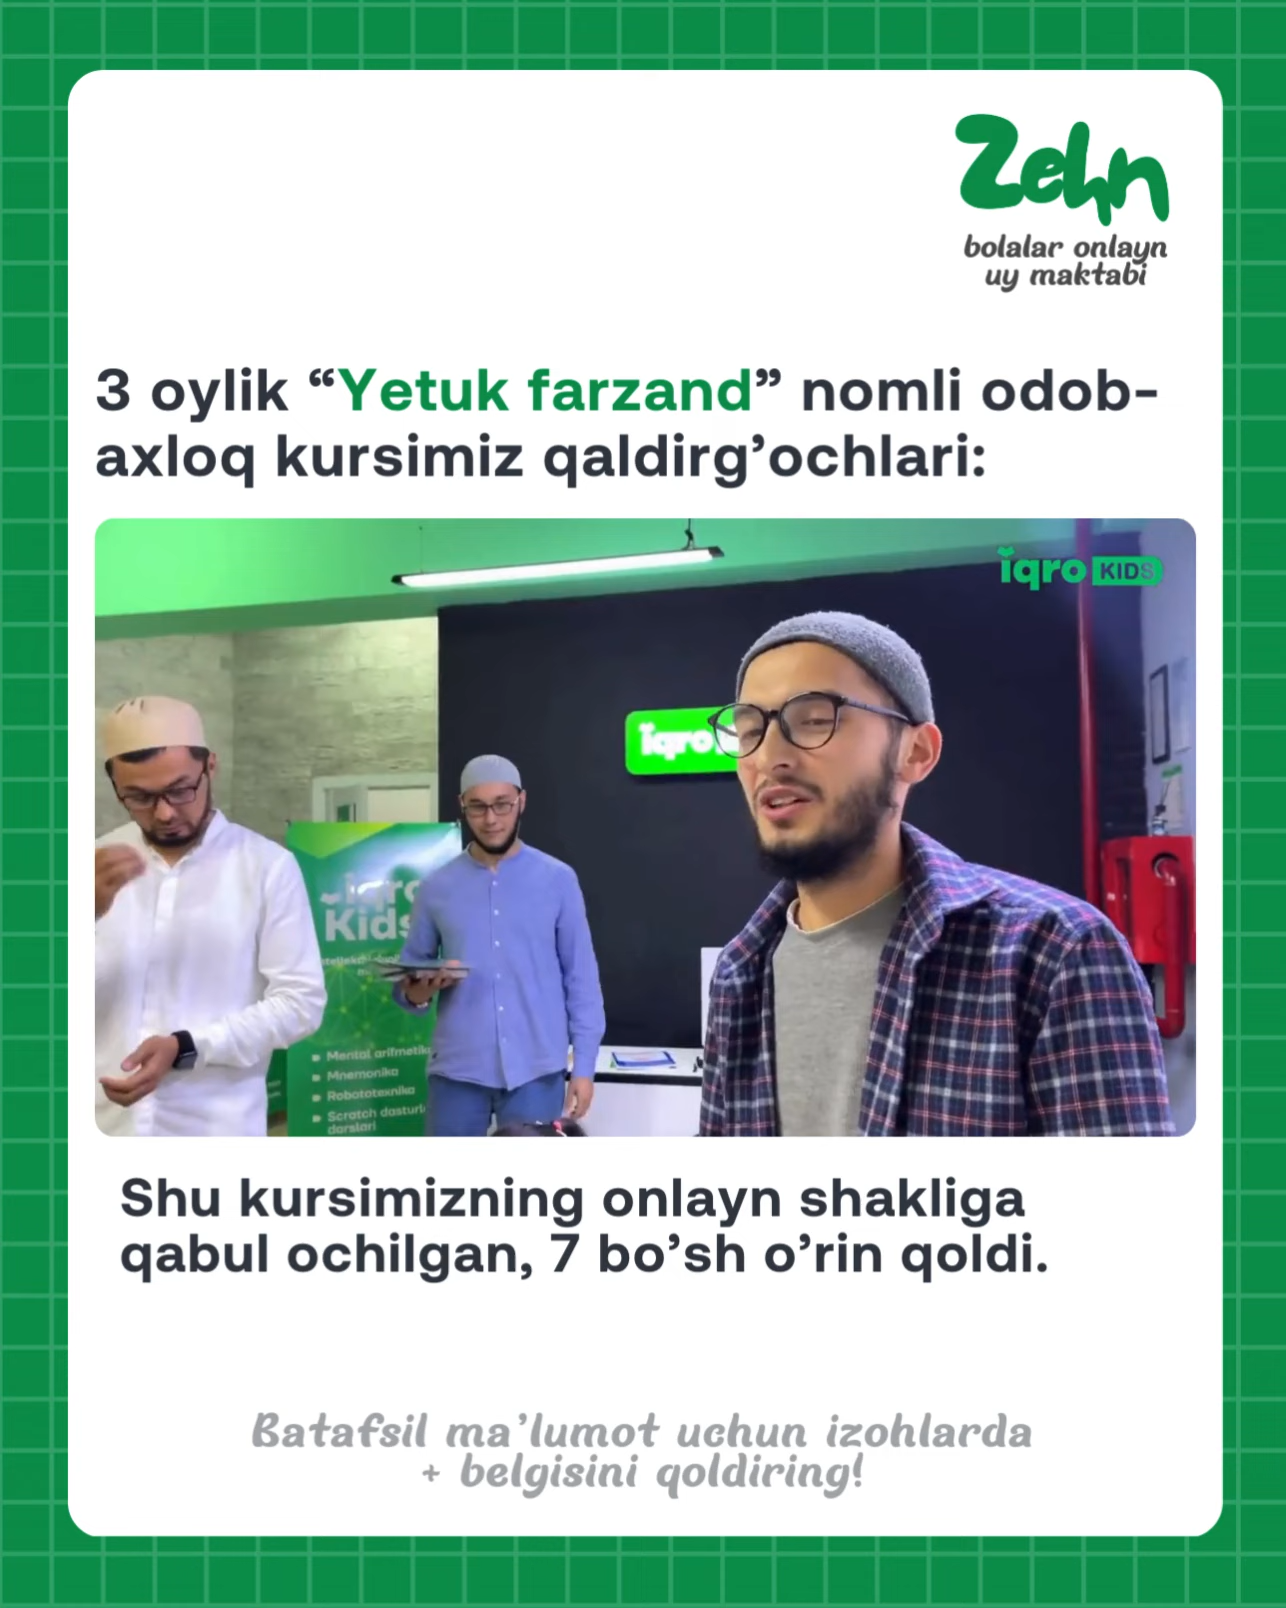 Zehn
bolalar onlayn
uy maktabi
3 oylik “Yetuk farzand” nomli odob-
axloq kursimiz qaldirg’ochlari:
iqro KIDS
iqro
iqro
Kids
Mental arifmetika
Mnemonika
Robototexnika
Scratch dasturl
darslari
Shu kursimizning onlayn shakliga
qabul ochilgan, 7 bo’sh o’rin qoldi.
Batafsil ma’lumot uchun izohlarda
+ belgisini qoldiring!